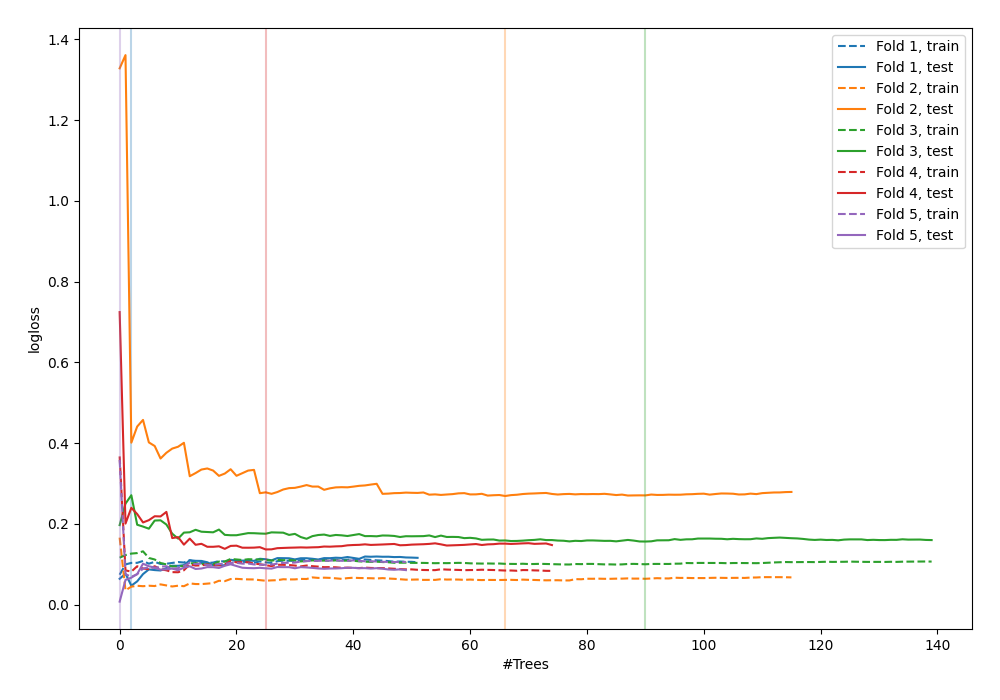 1.4
1.2
1.0
0.8
0.6
0.4
0.2
0.0
logloss
0
20
40
60
80
100
120
140
#Trees
Fold 1, train
Fold 1, test
Fold 2, train
Fold 2, test
Fold 3, train
Fold 3, test
Fold 4, train
Fold 4, test
Fold 5, train
Fold 5, test